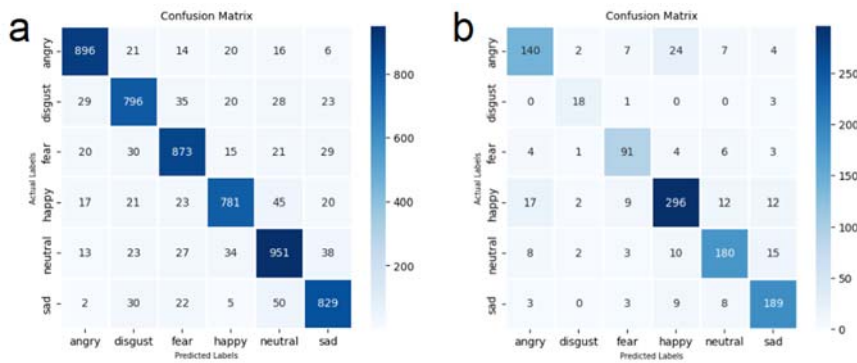 a
Confusion Matrix
angry 896 21 14 20 16 6
disgust 29 796 35 20 28 23
fear 20 30 873 15 21 29
happy 17 21 23 781 45 20
neutral 13 23 27 34 951 38
sad 2 30 22 5 50 829
angry disgust fear happy neutral sad
Actual Labels
Predicted Labels
800
600
400
200
b
Confusion Matrix
angry 140 2 7 24 7 4
disgust 0 18 1 0 0 3
fear 4 1 91 4 6 3
happy 17 2 9 296 12 12
neutral 8 2 3 10 180 15
sad 3 0 3 9 8 189
angry disgust fear happy neutral sad
Actual Labels
Predicted Labels
250
200
150
100
50
0